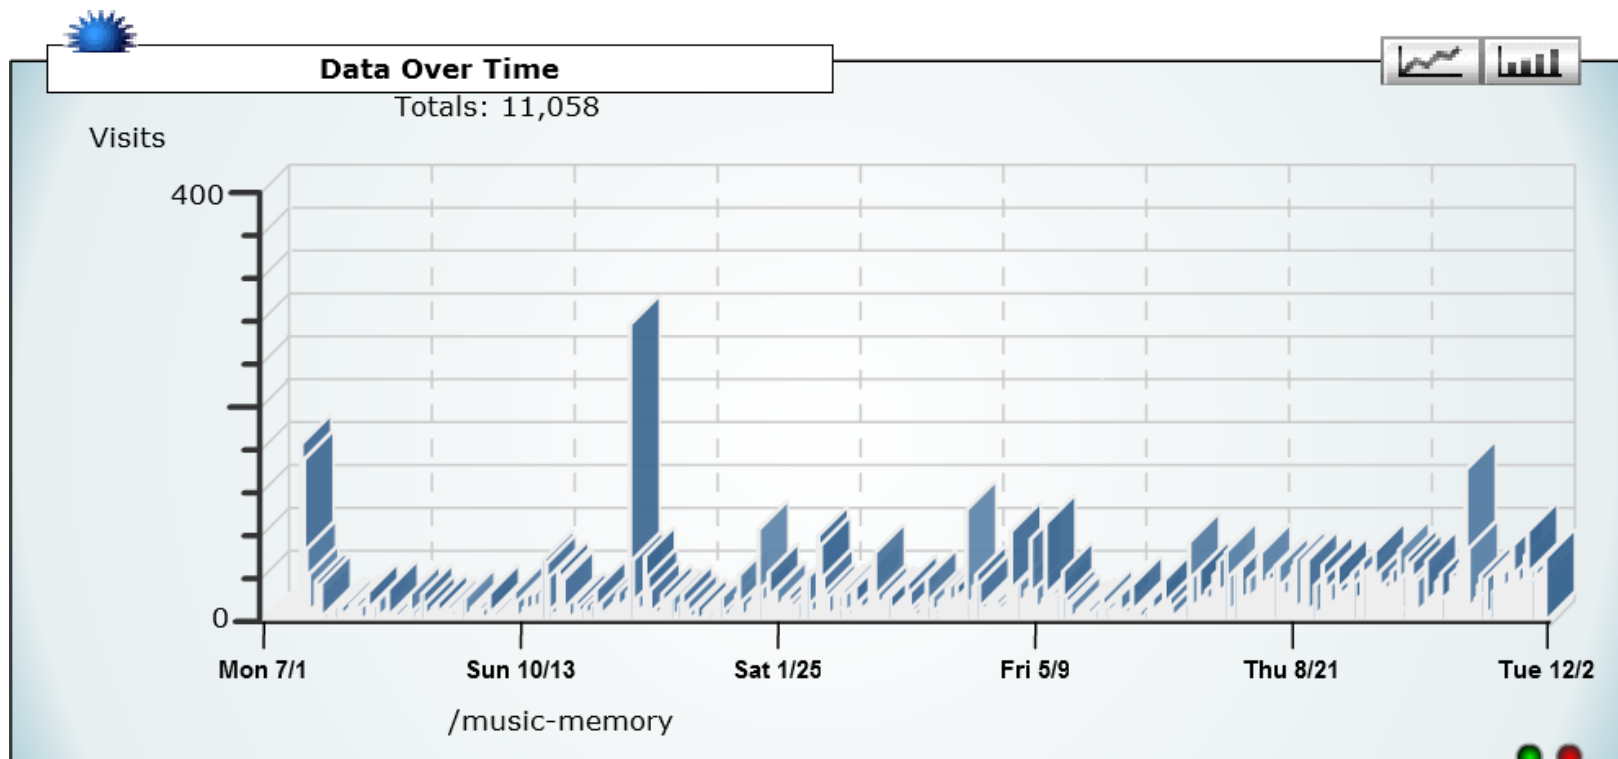 Data Over Time
Totals: 11,058
Visits
400
0
Mon 7/1 Sun 10/13 Sat 1/25 Fri 5/9 Thu 8/21 Tue 12/2
/music-memory